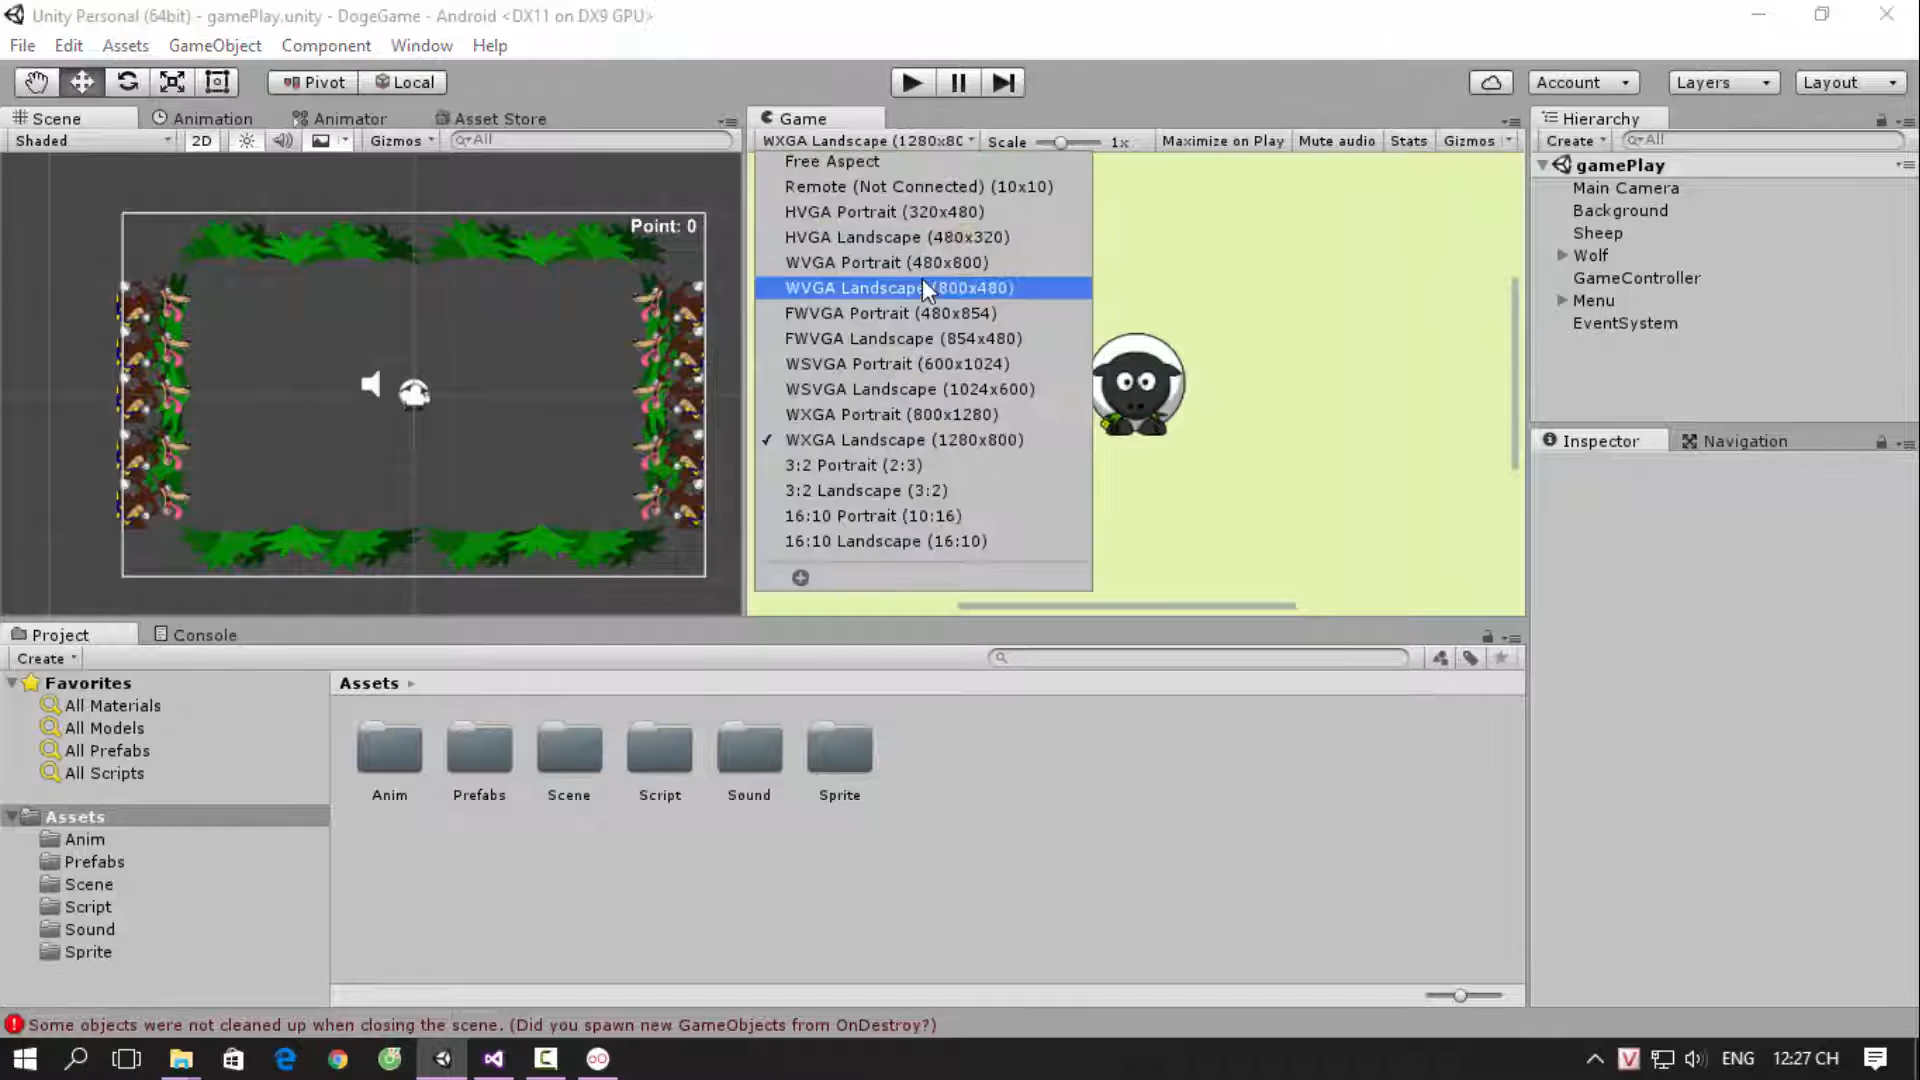 Unity Personal (64bit) - gamePlay.unity - DogeGame - Android <DX11 on DX9 GPU>
File Edit Assets GameObject Component Window Help
Pivot Local Account Layers Layout
Scene Animation Animator Asset Store Game Hierarchy
Shaded 2D Gizmos All WXGA Landscape (1280x80 Scale 1x Maximize on Play Mute audio Stats Gizmos Create All
Free Aspect
Remote (Not Connected) (10x10)
HVGA Portrait (320x480)
HVGA Landscape (480x320)
WVGA Portrait (480x800)
WVGA Landscape (800x480)
FWVGA Portrait (480x854)
FWVGA Landscape (854x480)
WSVGA Portrait (600x1024)
WSVGA Landscape (1024x600)
WXGA Portrait (800x1280)
WXGA Landscape (1280x800)
3:2 Portrait (2:3)
3:2 Landscape (3:2)
16:10 Portrait (10:16)
16:10 Landscape (16:10)
Point: 0
gamePlay
Main Camera
Background
Sheep
Wolf
GameController
Menu
EventSystem
Inspector Navigation
Project Console
Create
Favorites
All Materials
All Models
All Prefabs
All Scripts
Assets
Anim
Prefabs
Scene
Script
Sound
Sprite
Assets
Anim Prefabs Scene Script Sound Sprite
Some objects were not cleaned up when closing the scene. (Did you spawn new GameObjects from OnDestroy?)
ENG 12:27 CH